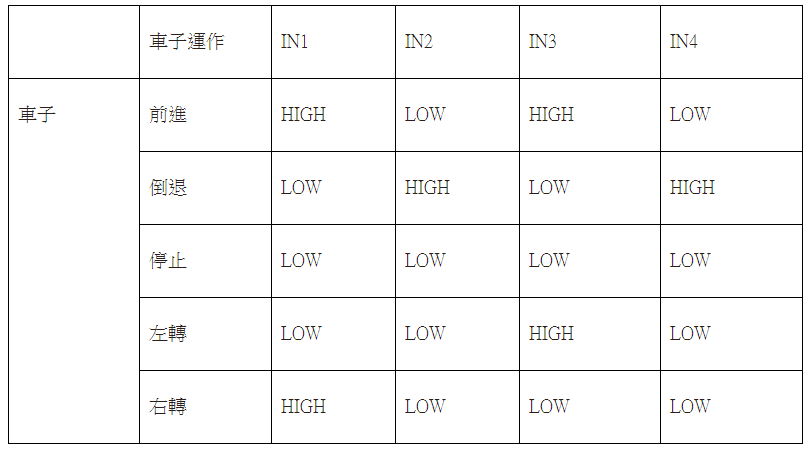 車子運作 IN1 IN2 IN3 IN4
車子 前進 HIGH LOW HIGH LOW
倒退 LOW HIGH LOW HIGH
停止 LOW LOW LOW LOW
左轉 LOW LOW HIGH LOW
右轉 HIGH LOW LOW LOW